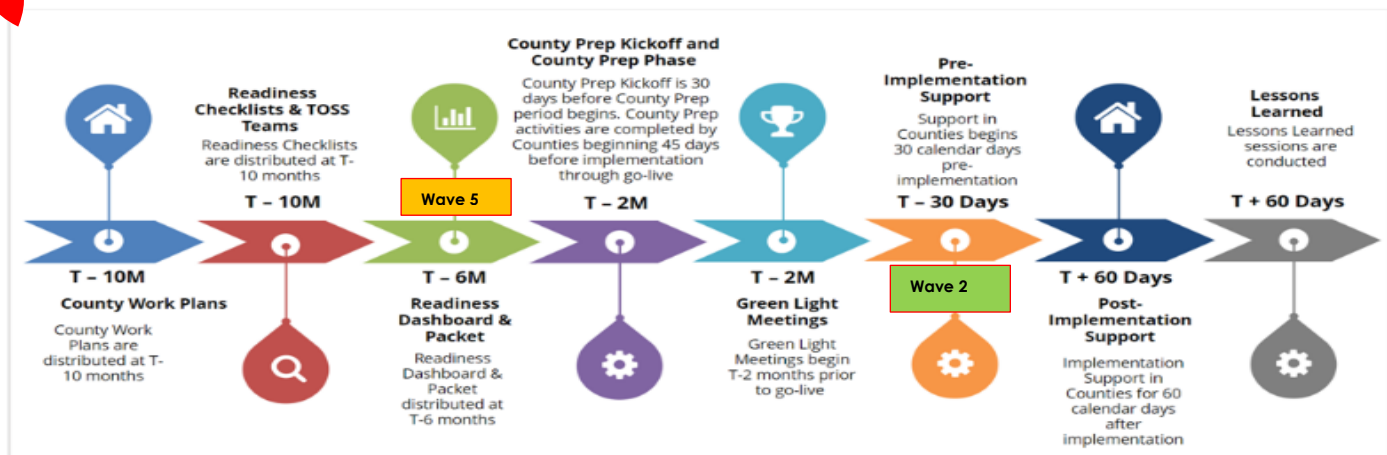 T – 10M
County Work Plans
County Work
Plans are
distributed at T-
10 months
Readiness
Checklists & TOSS
Teams
Readiness Checklists
are distributed at T-
10 months
T – 10M
Wave 5
T – 6M
Readiness
Dashboard &
Packet
Readiness
Dashboard &
Packet
distributed at
T-6 months
County Prep Kickoff and
County Prep Phase
County Prep Kickoff is 30
days before County Prep
period begins. County Prep
activities are completed by
Counties beginning 45 days
before implementation
through go-live
T – 2M
T – 2M
Green Light
Meetings
Green Light
Meetings begin
T-2 months prior
to go-live
Pre-
Implementation
Support
Support in
Counties begins
30 calendar days
pre-
implementation
T – 30 Days
Wave 2
T + 60 Days
Post-
Implementation
Support
Implementation
Support in
Counties for 60
calendar days
after
implementation
Lessons
Learned
Lessons Learned
sessions are
conducted
T + 60 Days